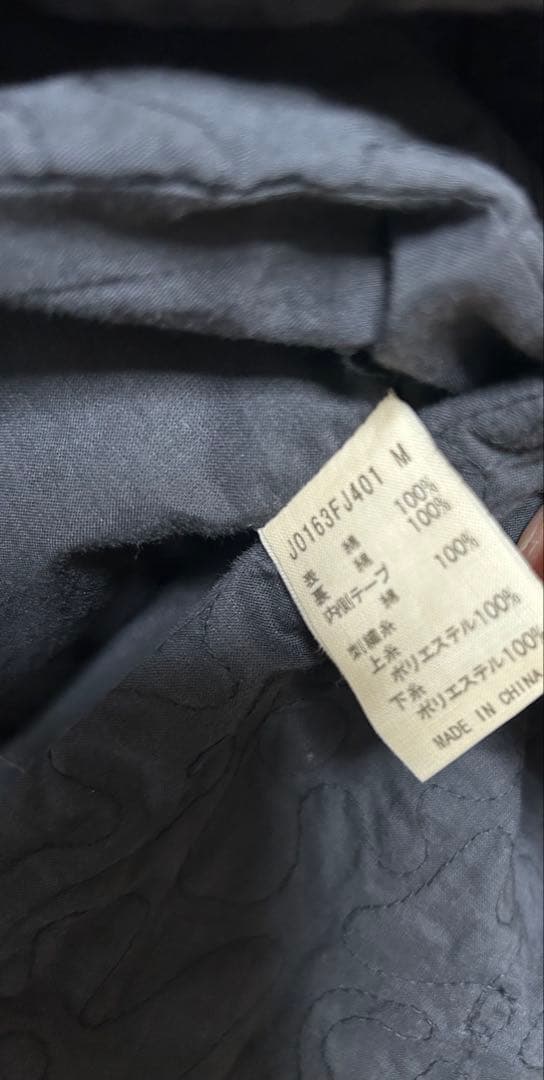 J0163FJ401 M
表 綿 100%
裏 綿 100%
内側テープ
綿 100%
刺繍糸
上糸
ポリエステル100%
下糸
ポリエステル100%
MADE IN CHINA